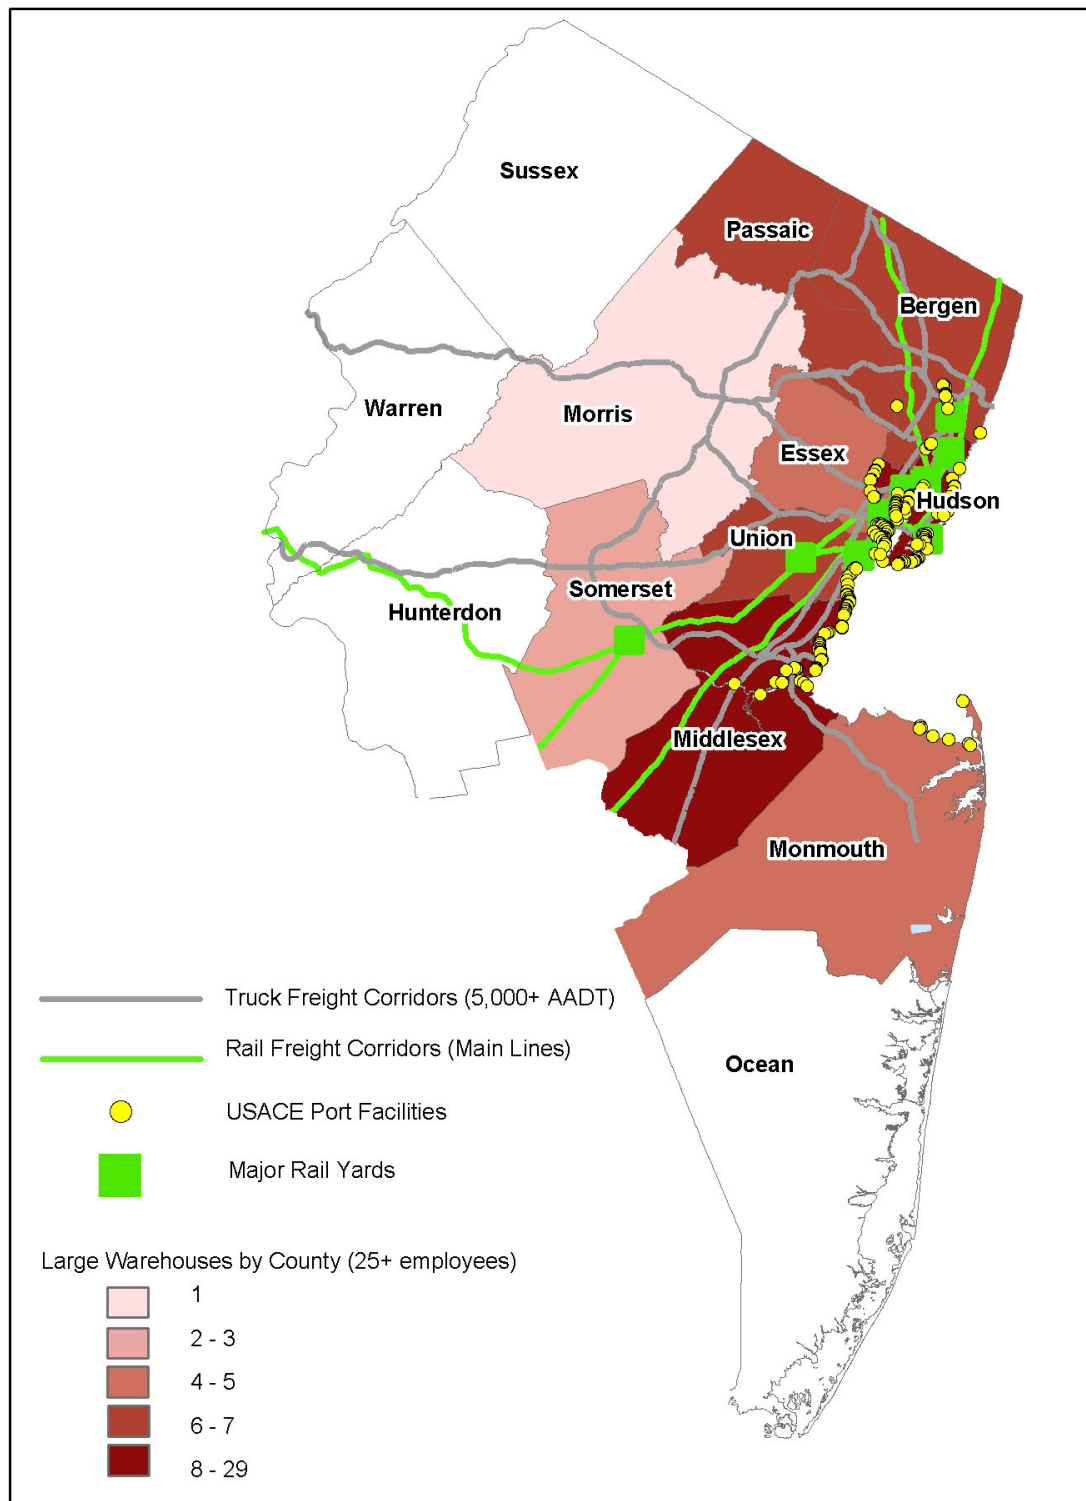 Sussex
Passaic
Bergen
Warren
Morris
Essex
Hudson
Union
Somerset
Hunterdon
Middlesex
Monmouth
Ocean
Truck Freight Corridors (5,000+ AADT)
Rail Freight Corridors (Main Lines)
USACE Port Facilities
Major Rail Yards
Large Warehouses by County (25+ employees)
1
2 - 3
4 - 5
6 - 7
8 - 29